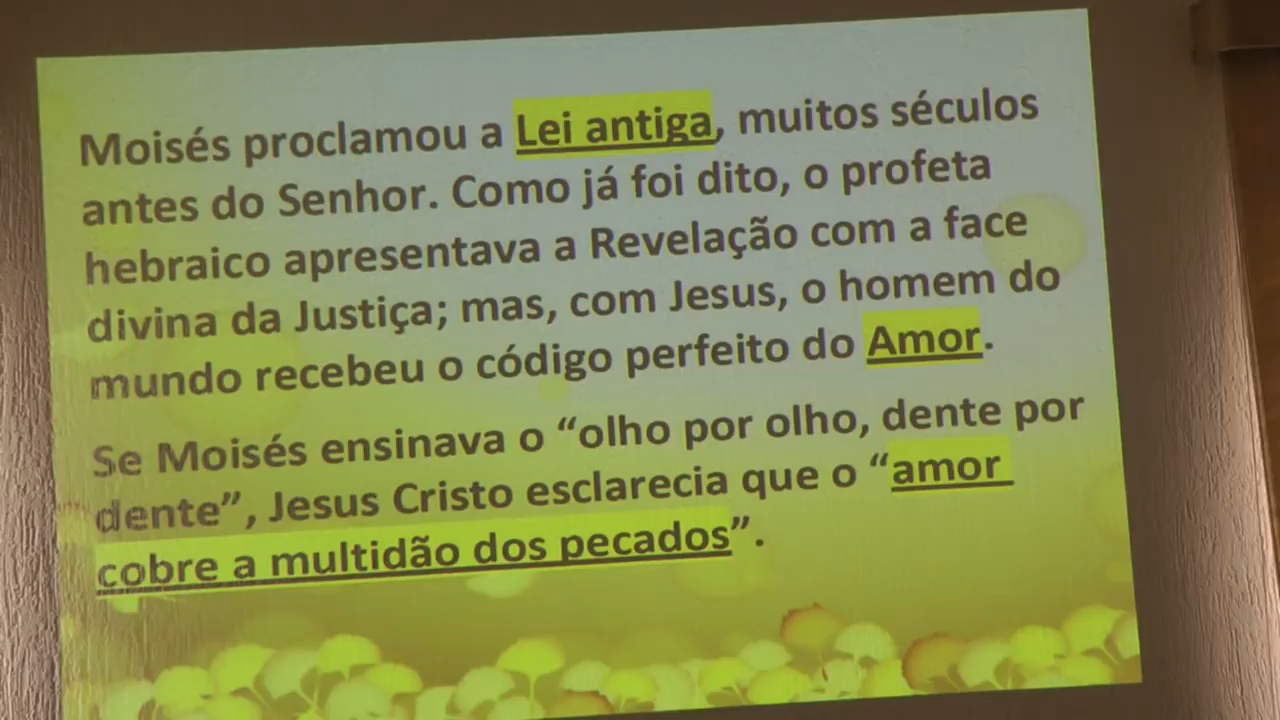 Moisés proclamou a Lei antiga, muitos séculos
antes do Senhor. Como já foi dito, o profeta
hebraico apresentava a Revelação com a face
divina da Justiça; mas, com Jesus, o homem do
mundo recebeu o código perfeito do Amor.
Se Moisés ensinava o “olho por olho, dente por
dente”, Jesus Cristo esclarecia que o “amor
cobre a multidão dos pecados”.